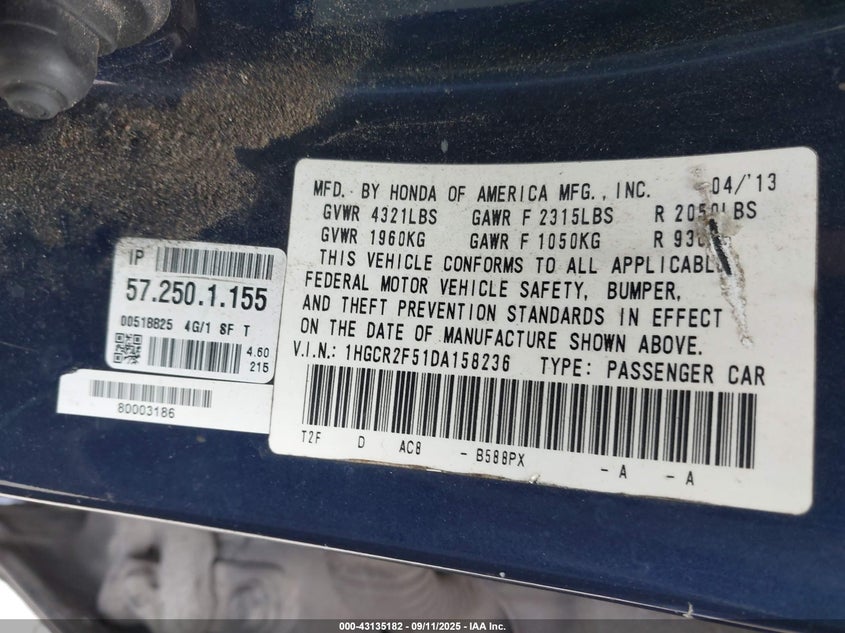 MFD. BY HONDA OF AMERICA MFG., INC. 04/'13
GVWR 4321LBS GAWR F 2315LBS R 2050LBS
GVWR 1960KG GAWR F 1050KG R
THIS VEHICLE CONFORMS TO ALL APPLICABLE
FEDERAL MOTOR VEHICLE SAFETY, BUMPER,
AND THEFT PREVENTION STANDARDS IN EFFECT
ON THE DATE OF MANUFACTURE SHOWN ABOVE.
V.I.N.: 1HGCR2F51DA158236 TYPE: PASSENGER CAR
T2F D AC8 - B588PX - A - A
IP
57.250.1.155
00518825 4G/1 SF T
4.60
215
80003186
000-43135182 - 09/11/2025 - IAA Inc.